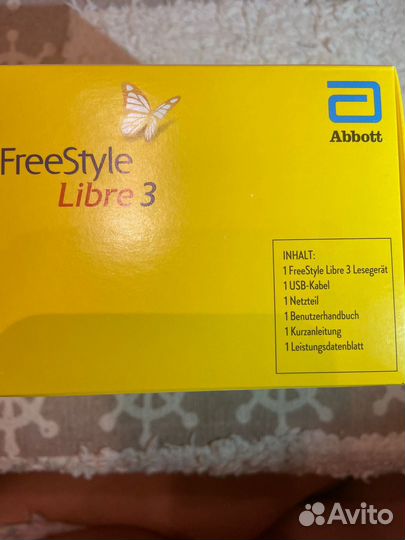 Abbott
FreeStyle
Libre 3
INHALT:
1 FreeStyle Libre 3 Lesegerät
1 USB-Kabel
1 Netzteil
1 Benutzerhandbuch
1 Kurzanleitung
1 Leistungsdatenblatt
Avito